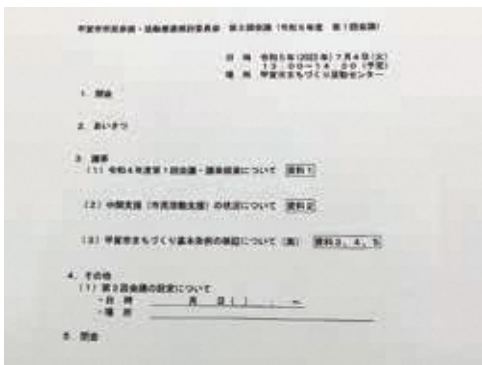 甲賀市市民参画・活動推進検討委員会 第3回会議(令和5年度 第1回会議)
日 時 令和5年(2023年)7月4日(火)
13:00~14:00(予定)
場 所 甲賀市まちづくり活動センター
1. 開会
2. あいさつ
3. 議事
(1)令和4年度第1回会議・議事概要について 資料1
(2)中間支援(市民活動支援)の状況について 資料2
(3)甲賀市まちづくり基本条例の検証について(案) 資料3,4,5
4. その他
(1)第3回会議の設定について
・日 時 月 日( ) : ~
・場 所
5. 閉会